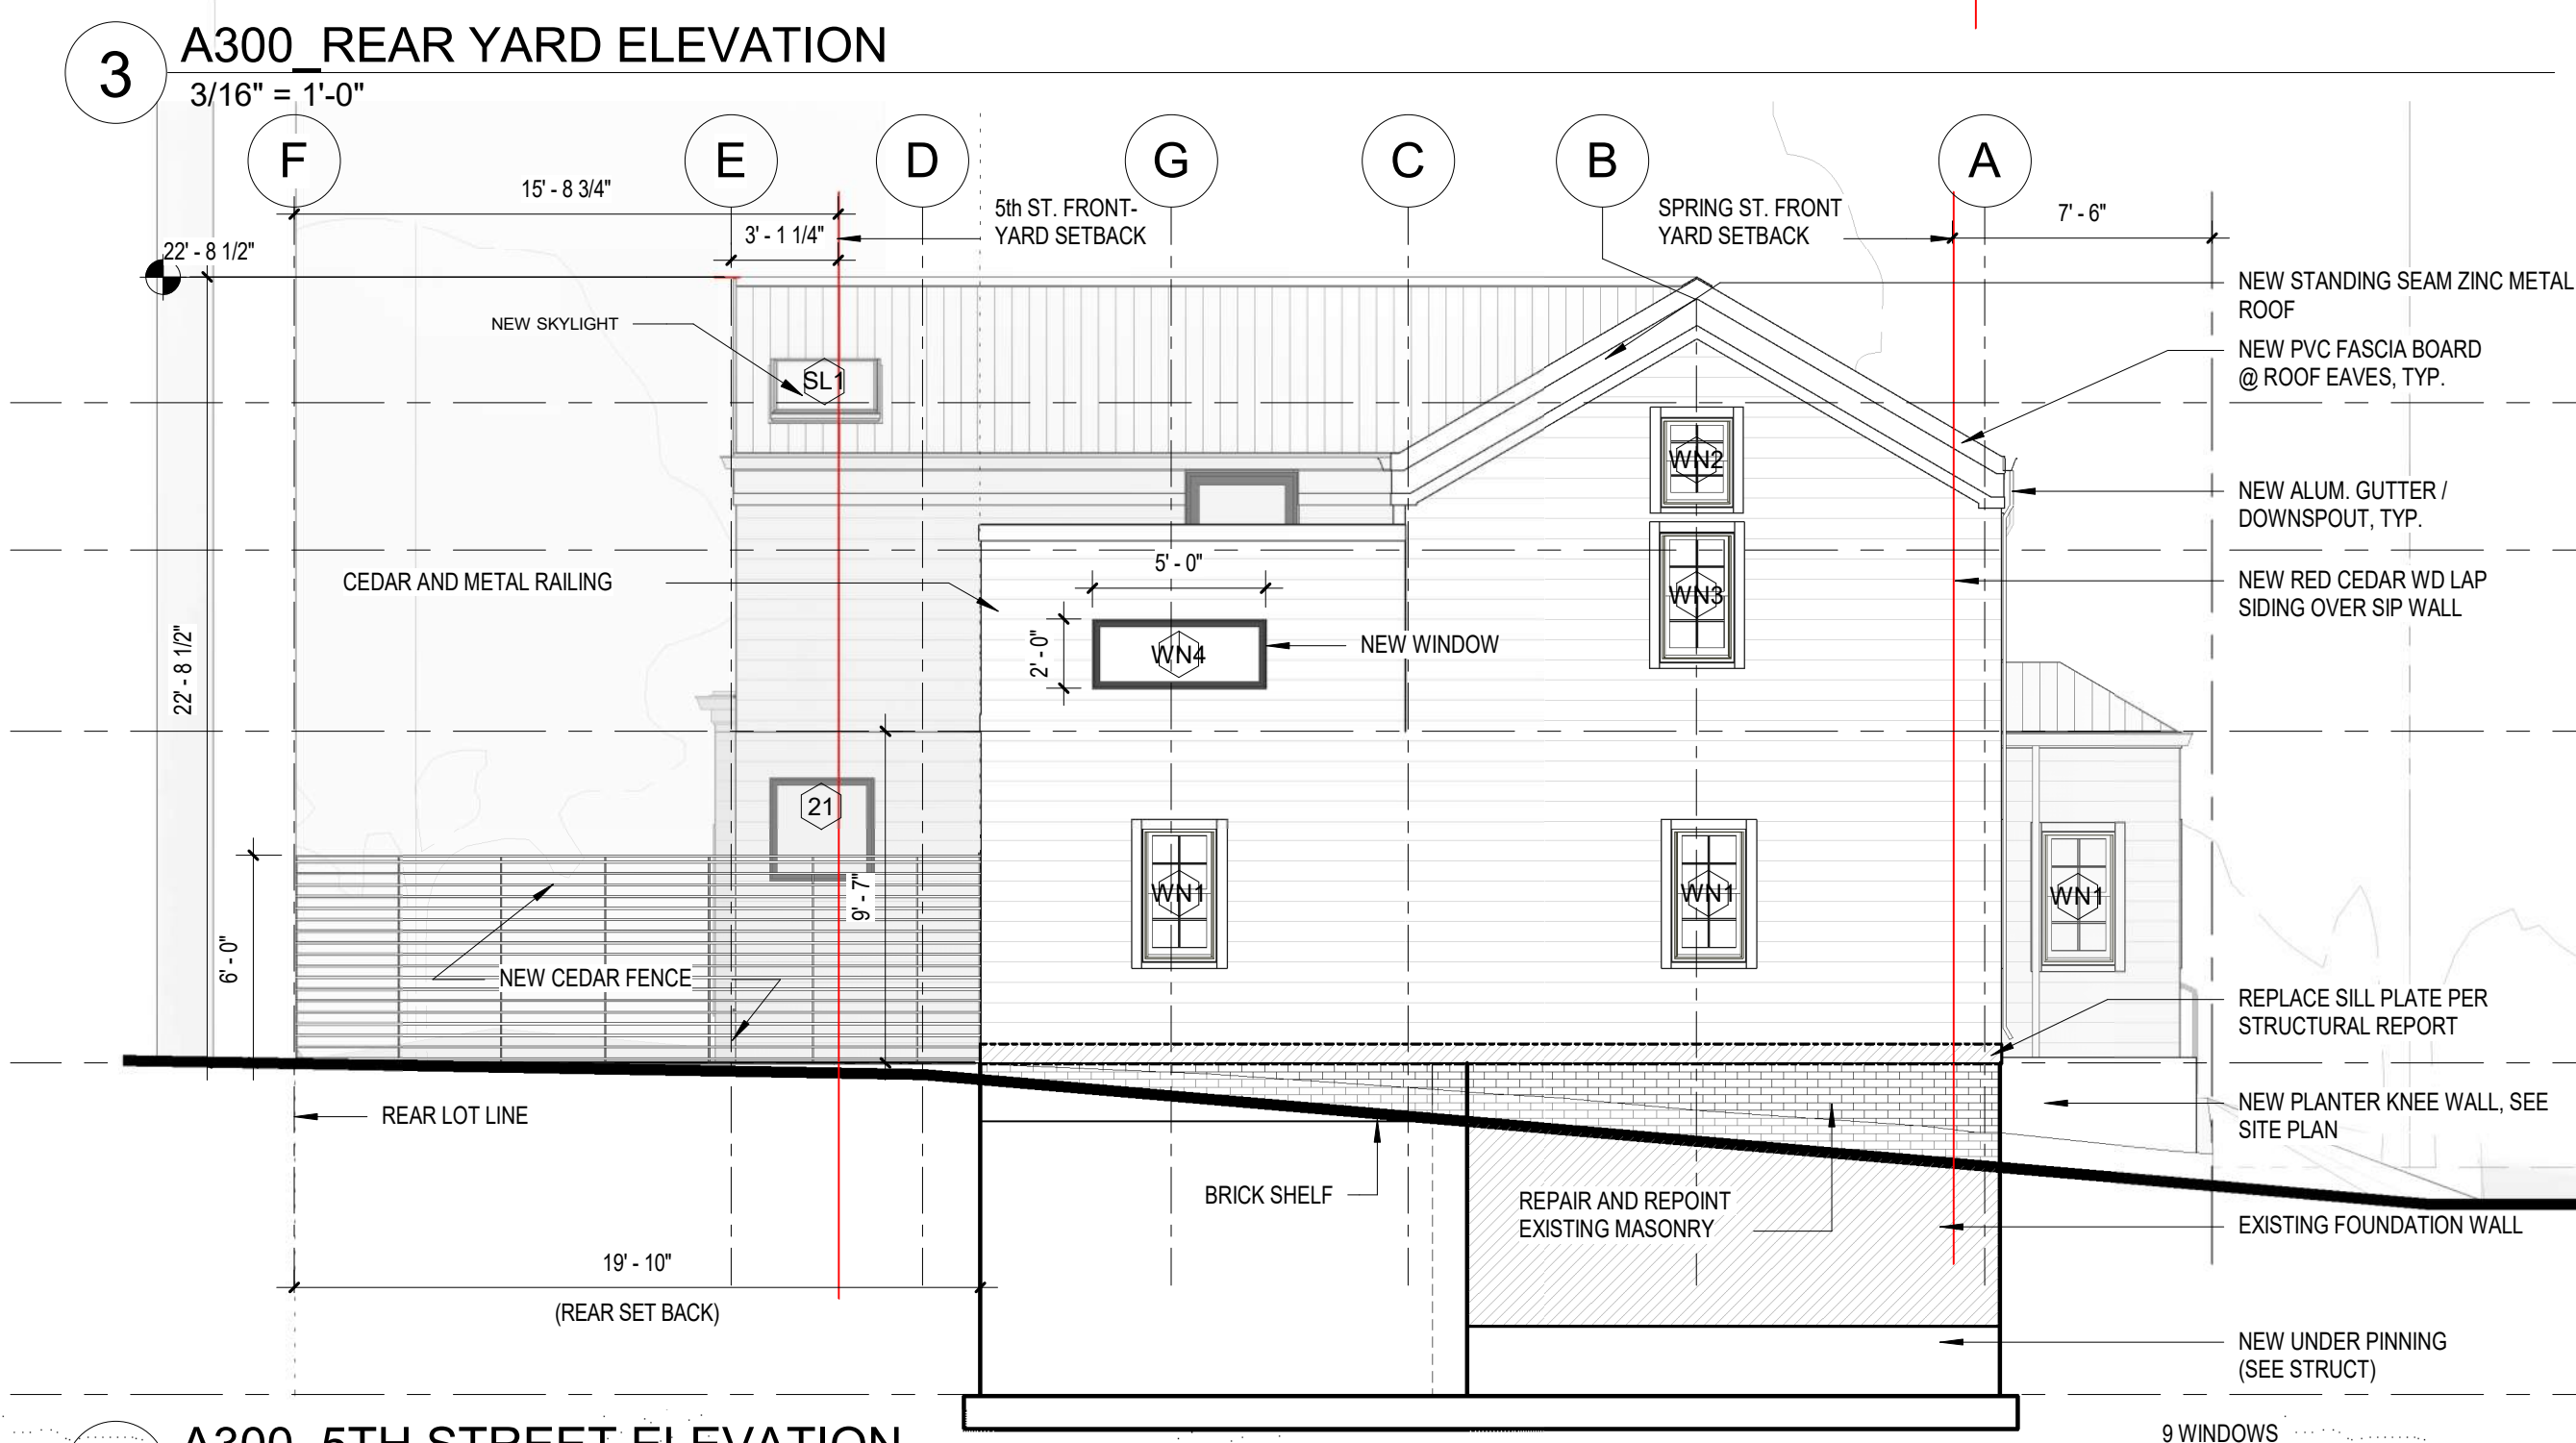 3
A300_REAR YARD ELEVATION
3/16" = 1'-0"
F
E
D
G
C
B
A
15' - 8 3/4"
3' - 1 1/4"
5th ST. FRONT-
YARD SETBACK
SPRING ST. FRONT
YARD SETBACK
7' - 6"
22' - 8 1/2"
NEW STANDING SEAM ZINC METAL
ROOF
NEW SKYLIGHT
SL1
NEW PVC FASCIA BOARD
@ ROOF EAVES, TYP.
WN2
NEW ALUM. GUTTER /
DOWNSPOUT, TYP.
CEDAR AND METAL RAILING
5' - 0"
WN3
NEW RED CEDAR WD LAP
SIDING OVER SIP WALL
2' - 0"
WN4
NEW WINDOW
22' - 8 1/2"
21
9' - 7"
WN1
WN1
WN1
6' - 0"
NEW CEDAR FENCE
REPLACE SILL PLATE PER
STRUCTURAL REPORT
REAR LOT LINE
NEW PLANTER KNEE WALL, SEE
SITE PLAN
BRICK SHELF
REPAIR AND REPOINT
EXISTING MASONRY
EXISTING FOUNDATION WALL
19' - 10"
(REAR SET BACK)
NEW UNDER PINNING
(SEE STRUCT)
A300_5TH STREET ELEVATION
9 WINDOWS